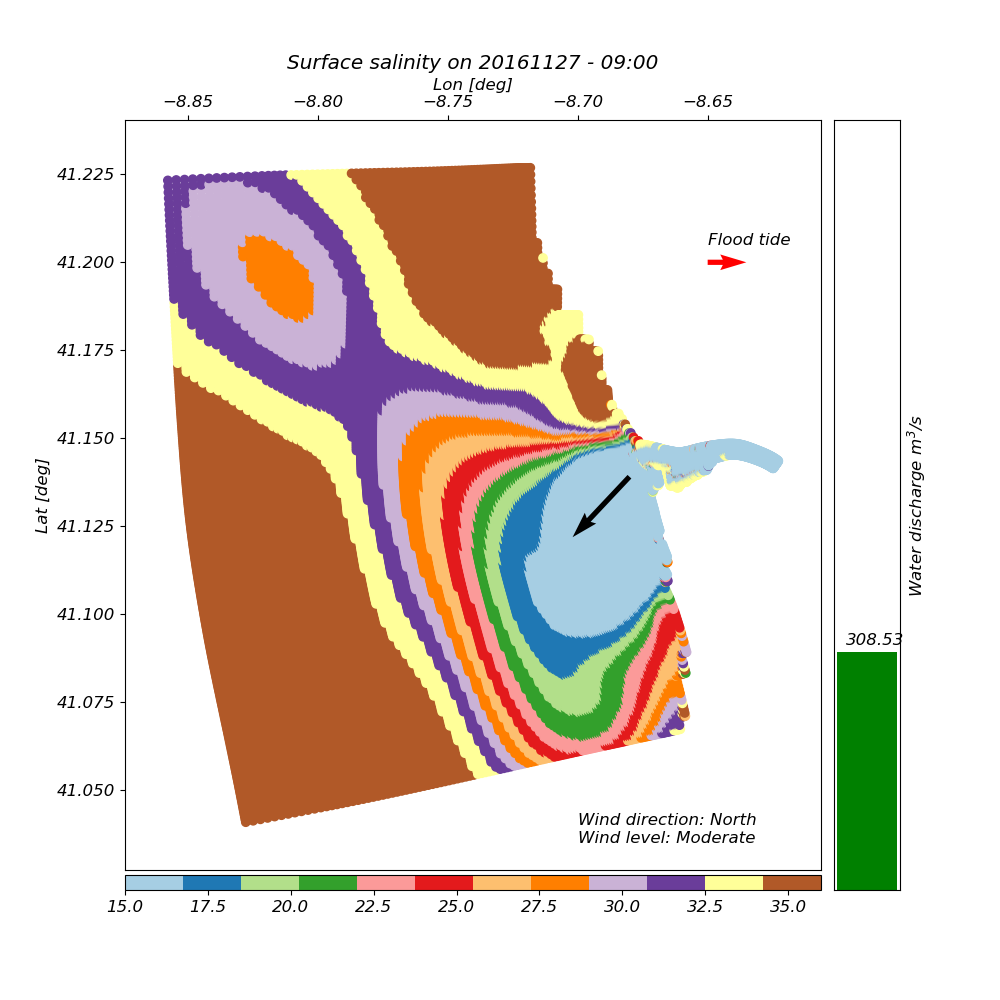 Surface salinity on 20161127 - 09:00
Lon [deg]
−8.85 −8.80 −8.75 −8.70 −8.65
41.225
41.200
41.175
41.150
41.125
41.100
41.075
41.050
Lat [deg]
Flood tide
Wind direction: North
Wind level: Moderate
15.0 17.5 20.0 22.5 25.0 27.5 30.0 32.5 35.0
308.53
Water discharge m³/s